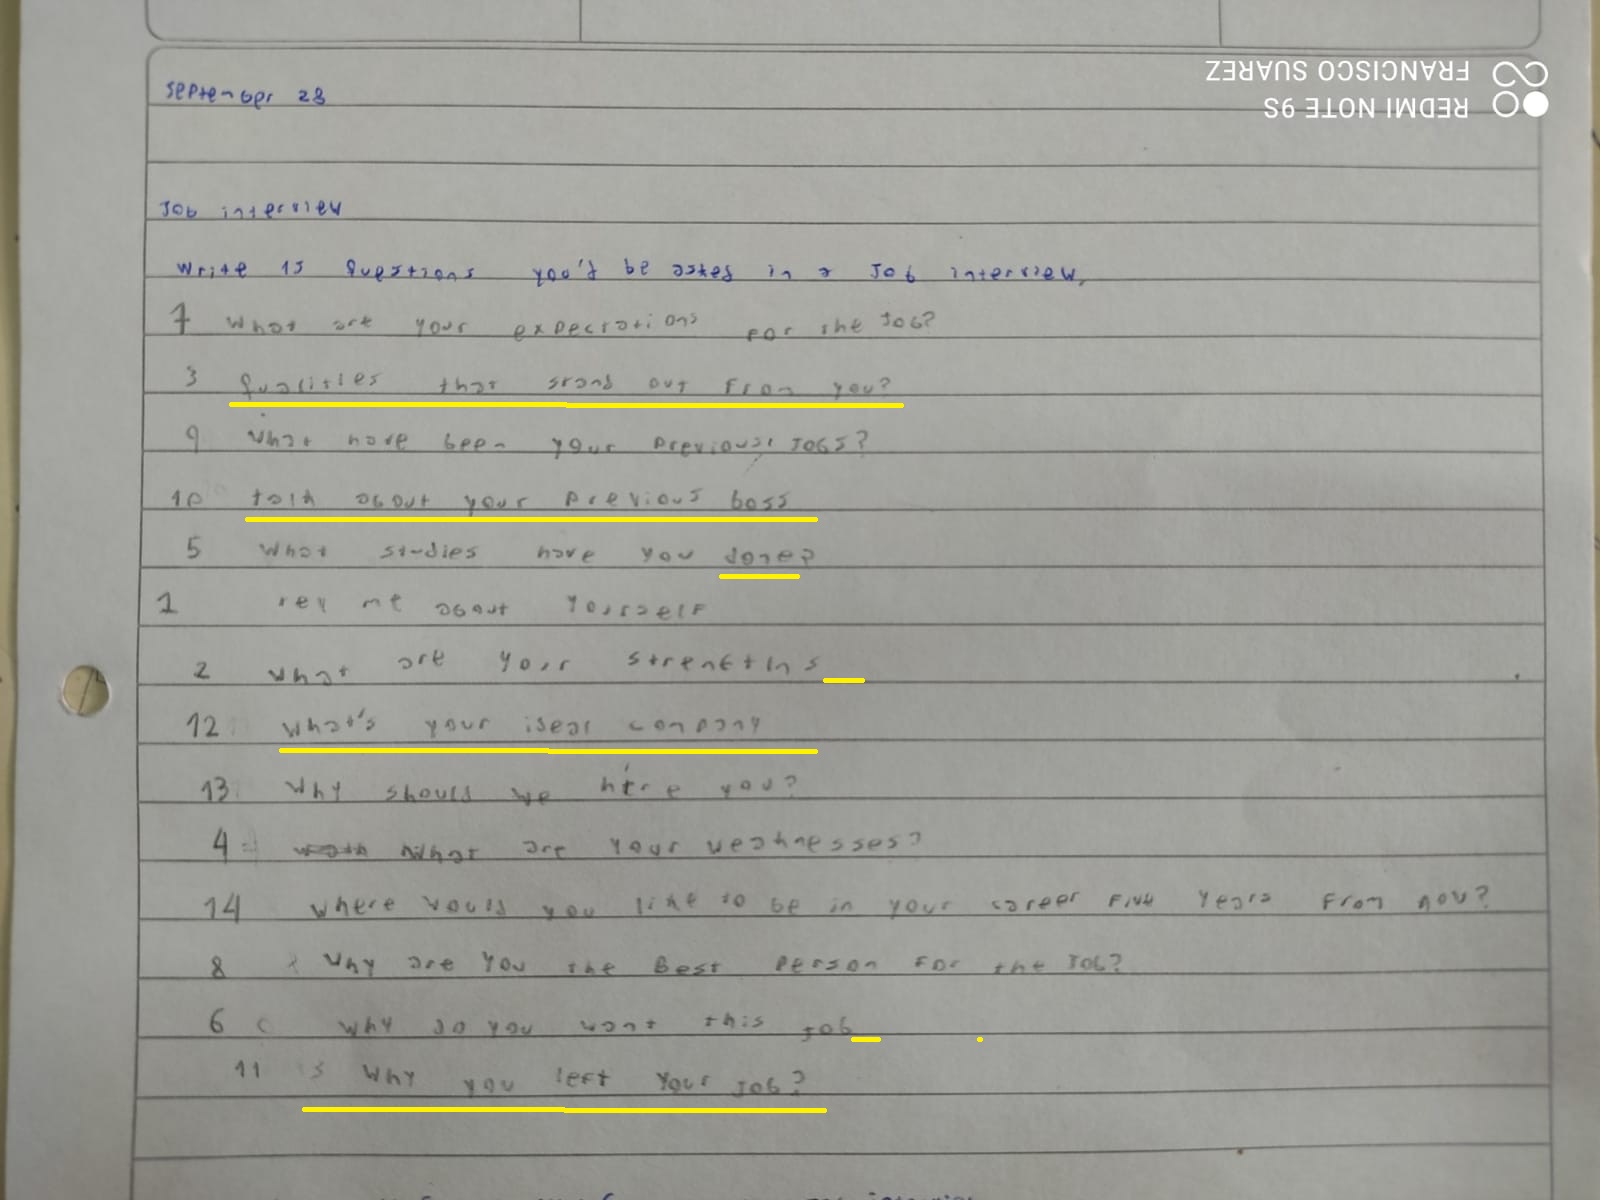 REDMI NOTE 9S
FRANCISCO SUAREZ
September 28
Job interview
Write 15 questions you'd be asked in a Job interview,
7 What are your expectations for the Job?
3 Qualities that stand out From you?
9 What have been your previous Jobs?
10 talk about your previous boss
5 What studies have you done?
1 tell me about yourself
2 What are your strengths
12 What's your ideal company
13 Why should we hire you?
4 What are your weaknesses?
14 Where would you like to be in your career Five Years From now?
8 Why are You the Best Person For the Job?
6 Why do you want this Job
11 Why you left Your Job?